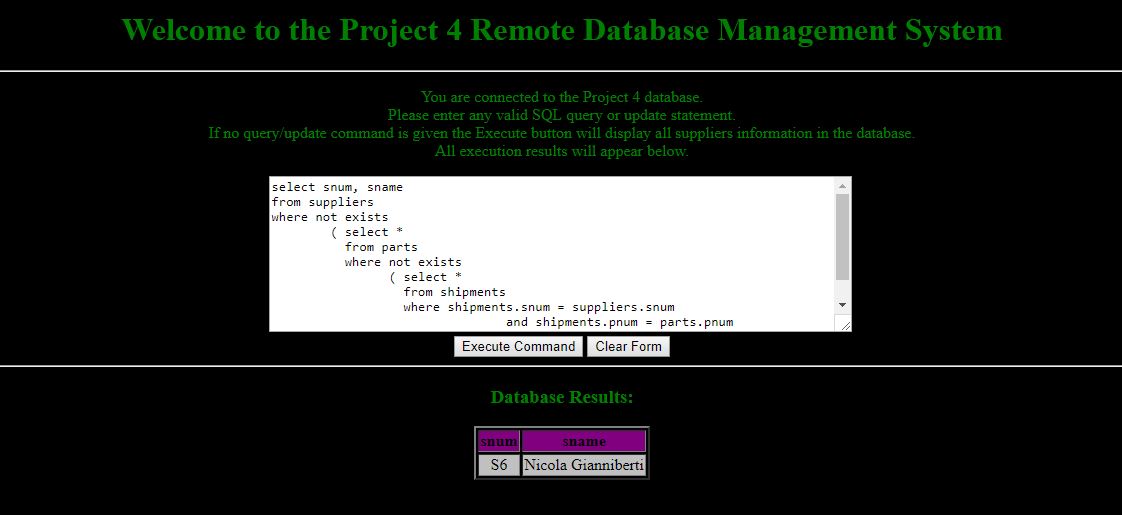 Welcome to the Project 4 Remote Database Management System
You are connected to the Project 4 database.
Please enter any valid SQL query or update statement.
If no query/update command is given the Execute button will display all suppliers information in the database.
All execution results will appear below.
select snum, sname
from suppliers
where not exists
( select *
from parts
where not exists
( select *
from shipments
where shipments.snum = suppliers.snum
and shipments.pnum = parts.pnum
Execute Command Clear Form
Database Results:
snum sname
S6 Nicola Gianniberti